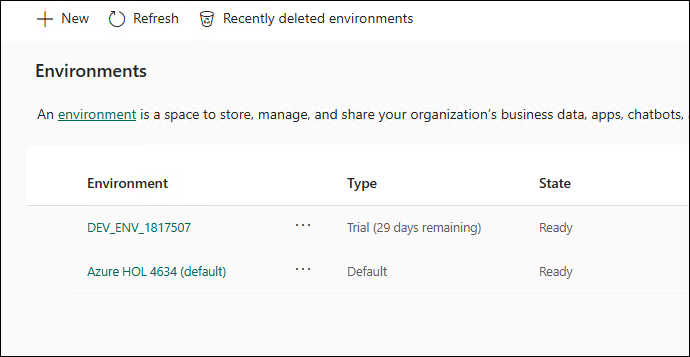 New Refresh Recently deleted environments
Environments
An environment is a space to store, manage, and share your organization's business data, apps, chatbots,
Environment Type State
DEV_ENV_1817507 ... Trial (29 days remaining) Ready
Azure HOL 4634 (default) ... Default Ready